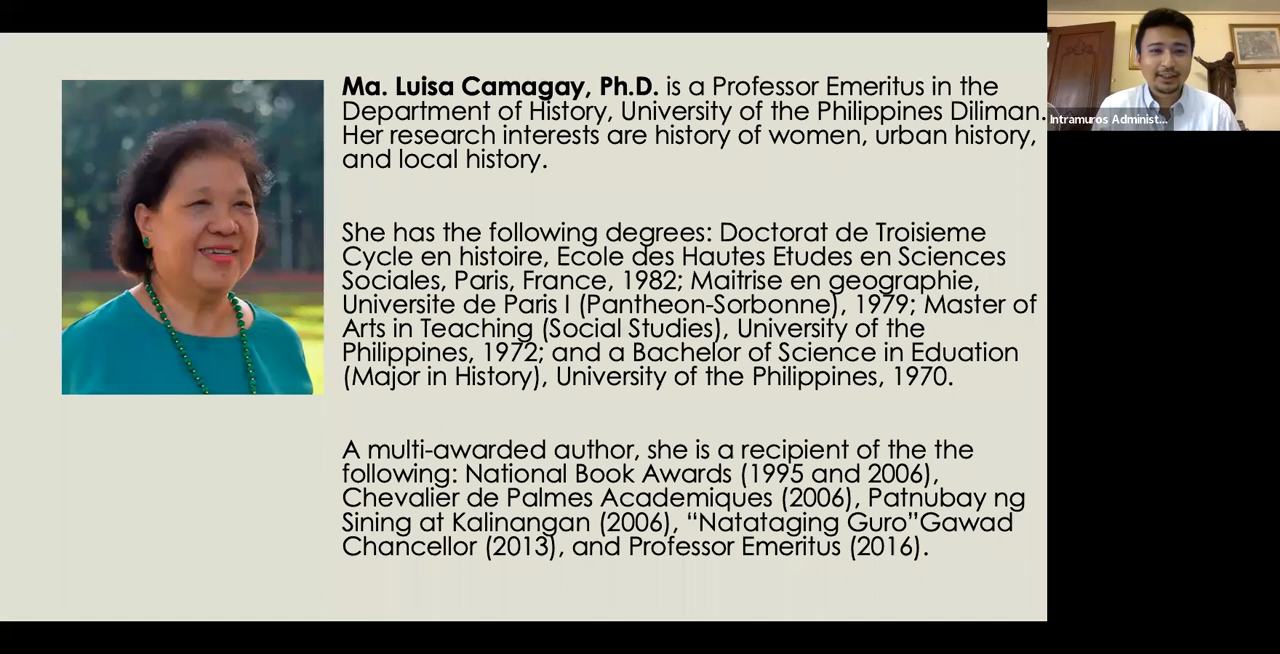 Ma. Luisa Camagay, Ph.D. is a Professor Emeritus in the
Department of History, University of the Philippines Diliman.
Her research interests are history of women, urban history,
and local history.
She has the following degrees: Doctorat de Troisieme
Cycle en histoire, Ecole des Hautes Etudes en Sciences
Sociales, Paris, France, 1982; Maitrise en geographie,
Universite de Paris I (Pantheon-Sorbonne), 1979; Master of
Arts in Teaching (Social Studies), University of the
Philippines, 1972; and a Bachelor of Science in Eduation
(Major in History), University of the Philippines, 1970.
A multi-awarded author, she is a recipient of the the
following: National Book Awards (1995 and 2006),
Chevalier de Palmes Academiques (2006), Patnubay ng
Sining at Kalinangan (2006), “Natataging Guro”Gawad
Chancellor (2013), and Professor Emeritus (2016).
Intramuros Administ...